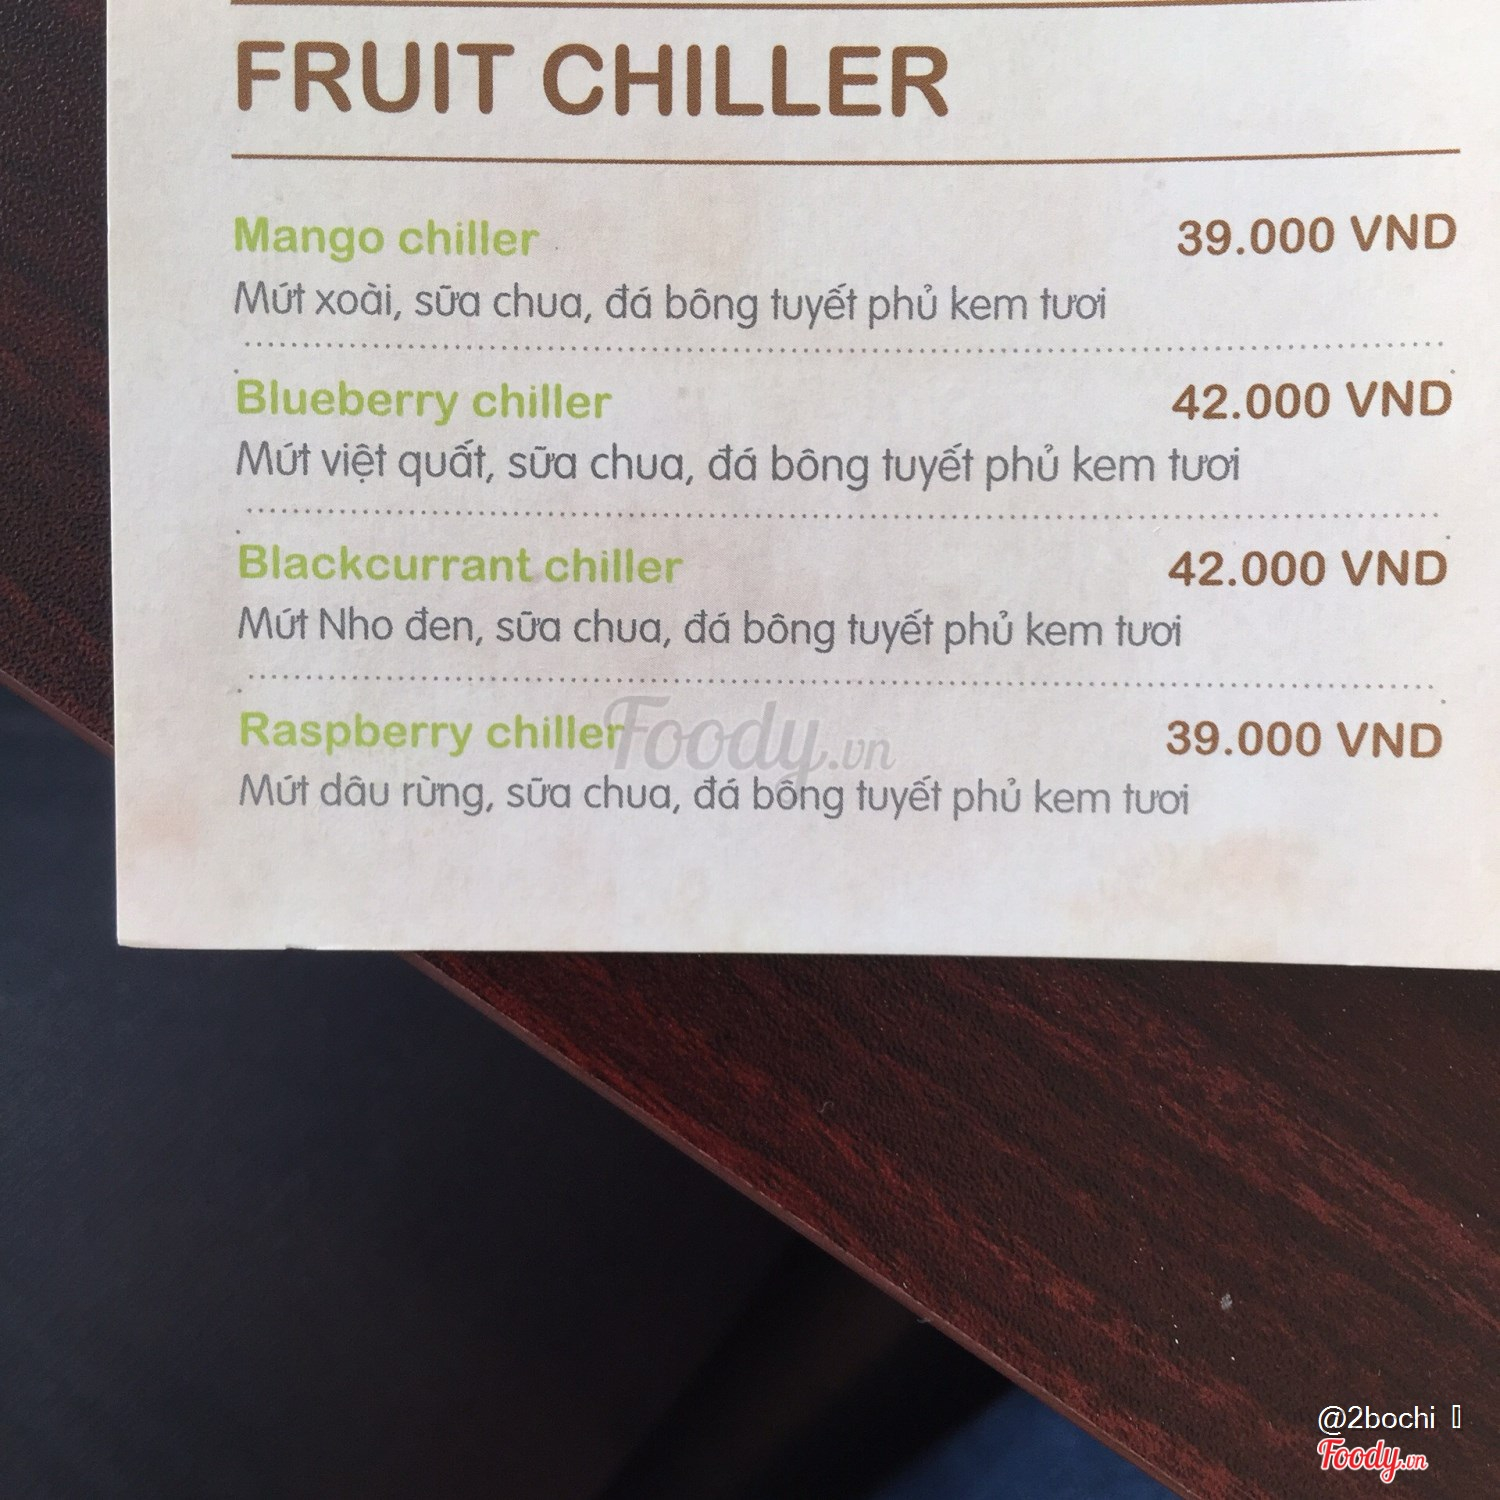 FRUIT CHILLER
Mango chiller 39.000 VND
Mứt xoài, sữa chua, đá bông tuyết phủ kem tươi
Blueberry chiller 42.000 VND
Mứt việt quất, sữa chua, đá bông tuyết phủ kem tươi
Blackcurrant chiller 42.000 VND
Mứt Nho đen, sữa chua, đá bông tuyết phủ kem tươi
Raspberry chiller 39.000 VND
Foody.vn
Mứt dâu rừng, sữa chua, đá bông tuyết phủ kem tươi
@2bochi
Foody.vn